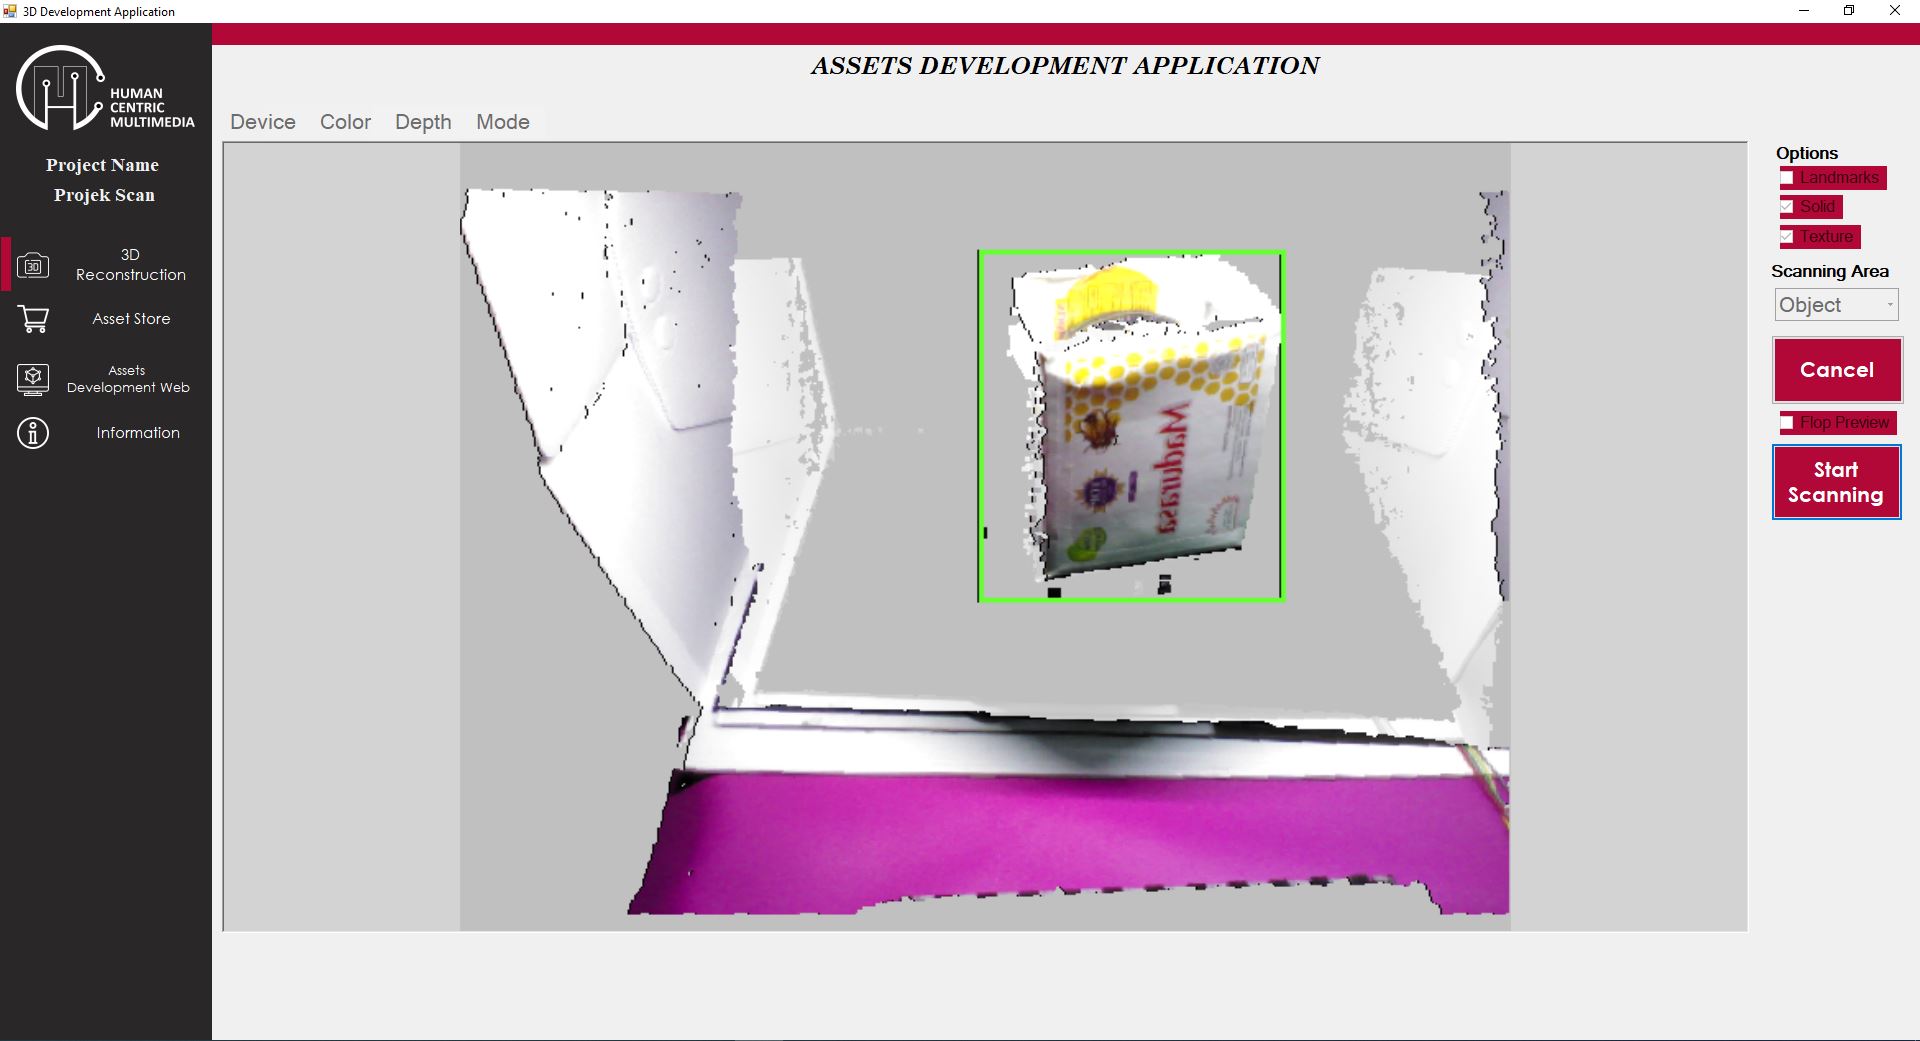 3D Development Application
HUMAN
CENTRIC
MULTIMEDIA
Project Name
Projek Scan
3D
Reconstruction
Asset Store
Assets
Development Web
Information
ASSETS DEVELOPMENT APPLICATION
Device Color Depth Mode
Madurasa
Options
Landmarks
Solid
Texture
Scanning Area
Object
Cancel
Flop Preview
Start
Scanning